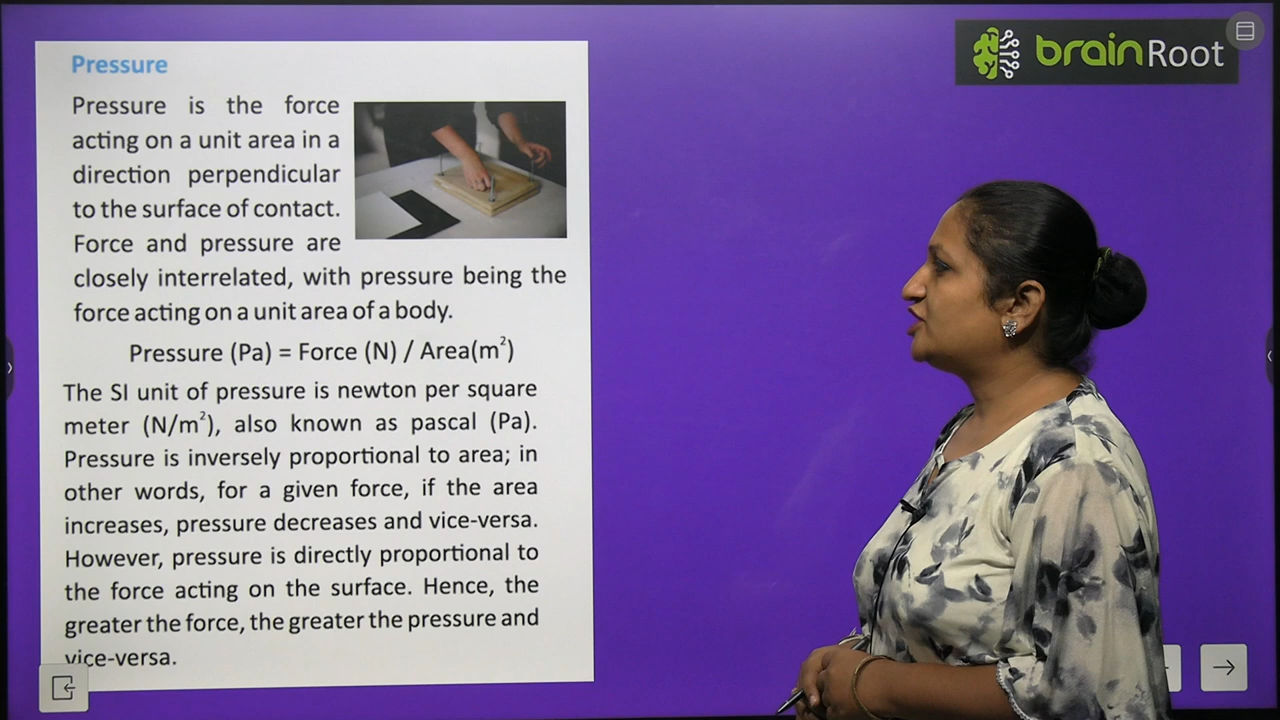 Pressure
Pressure is the force
acting on a unit area in a
direction perpendicular
to the surface of contact.
Force and pressure are
closely interrelated, with pressure being the
force acting on a unit area of a body.
Pressure (Pa) = Force (N) / Area(m²)
The SI unit of pressure is newton per square
meter (N/m²), also known as pascal (Pa).
Pressure is inversely proportional to area; in
other words, for a given force, if the area
increases, pressure decreases and vice-versa.
However, pressure is directly proportional to
the force acting on the surface. Hence, the
greater the force, the greater the pressure and
vice-versa.
brainRoot